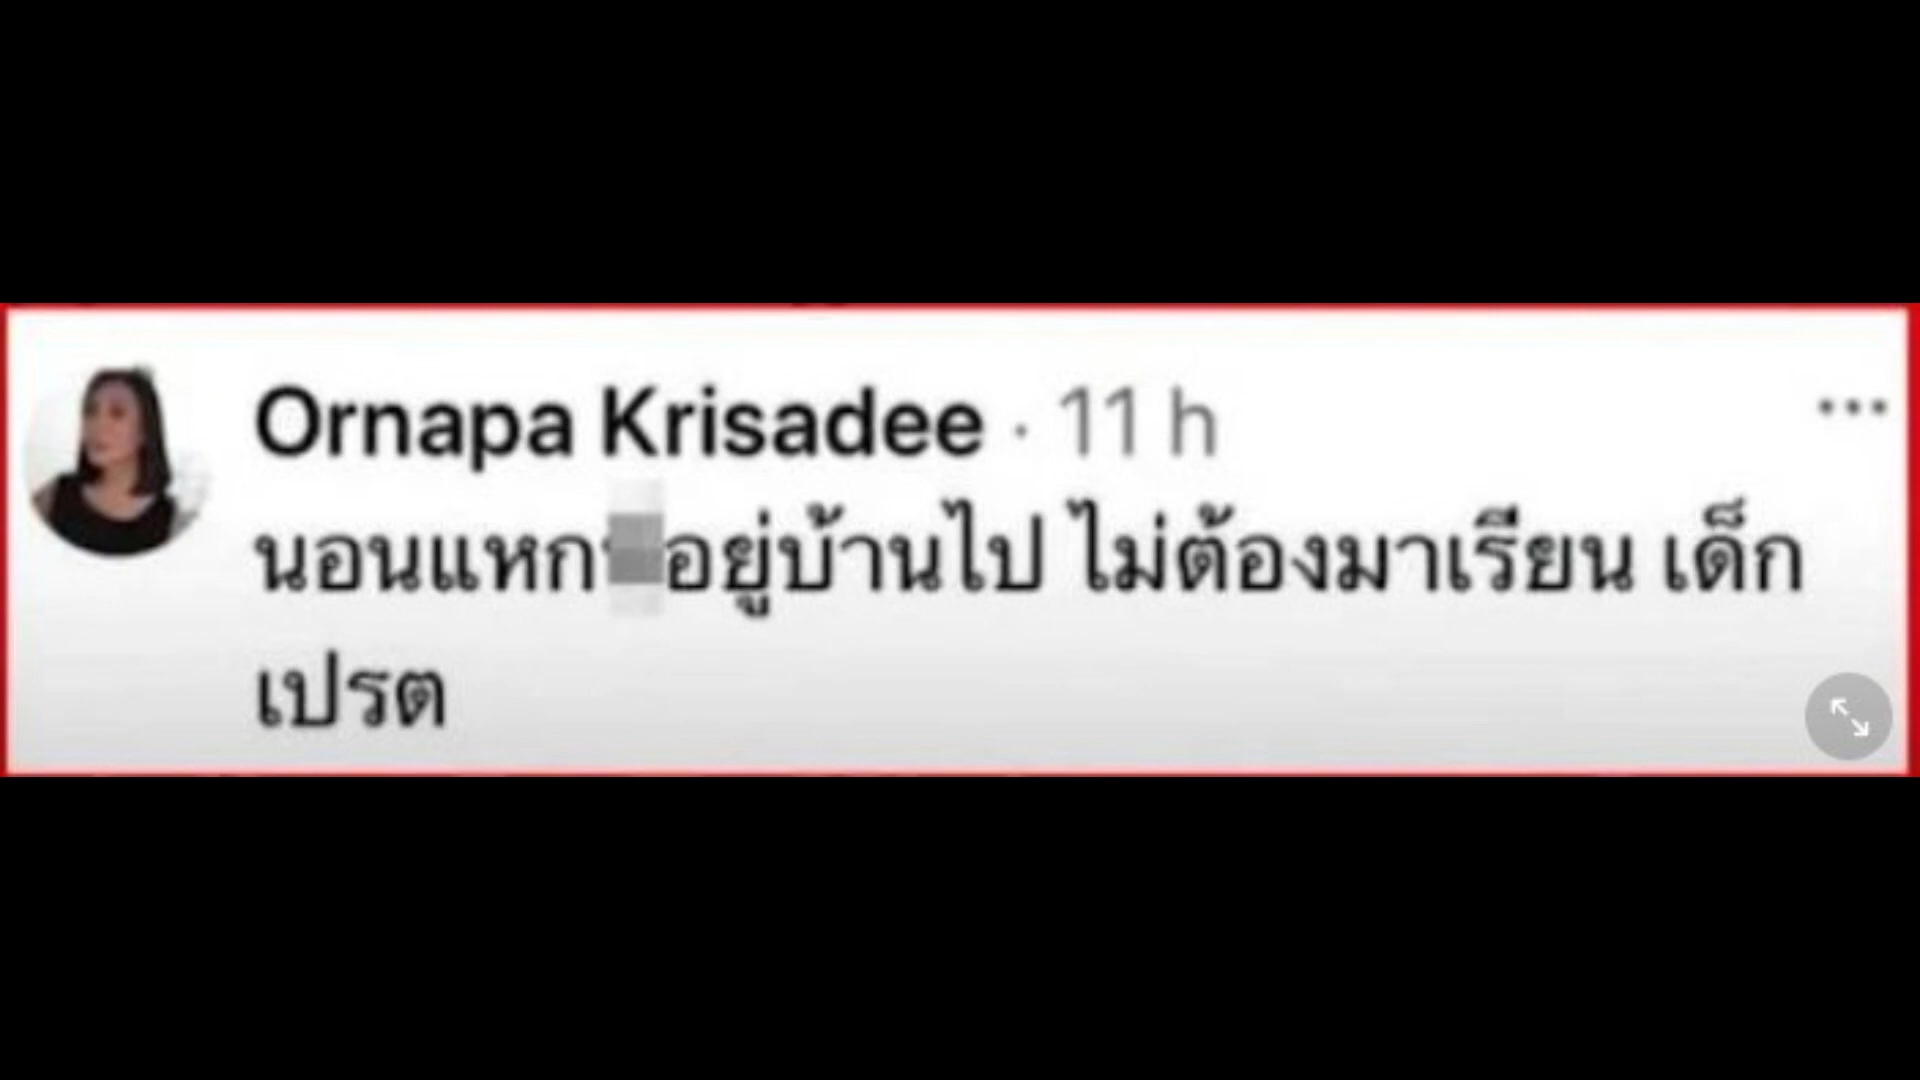 Ornapa Krisadee · 11 h
นอนแหก อยู่บ้านไป ไม่ต้องมาเรียน เด็ก
เปรต